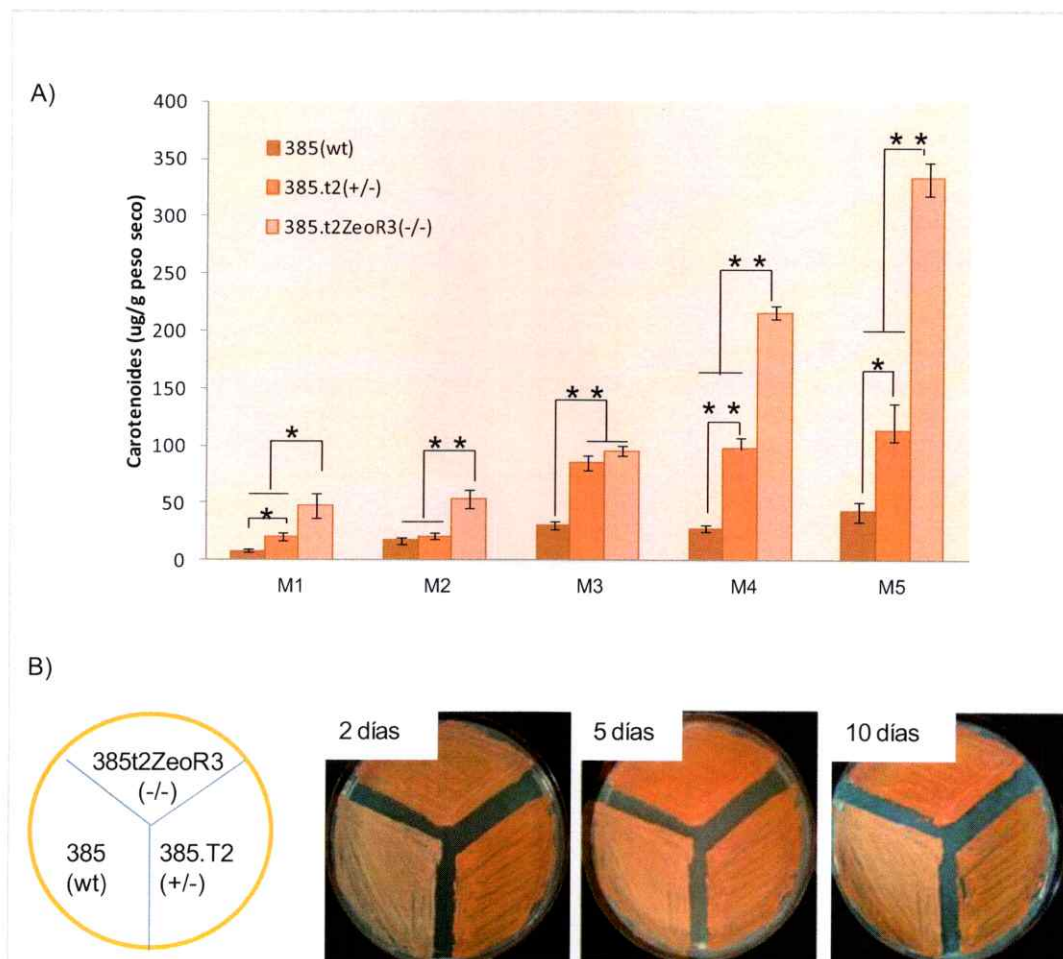 A)
400
350
300
250
200
150
100
50
0
Carotenoides (ug/g peso seco)
385(wt)
385.t2(+/-)
385.t2ZeoR3(-/-)
*
*
**
**
**
**
*
**
M1
M2
M3
M4
M5
B)
385t2ZeoR3
(-/-)
385
(wt)
385.T2
(+/-)
2 días
5 días
10 días